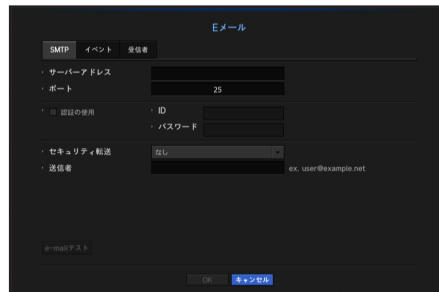 Eメール
SMTP イベント 受信者
サーバーアドレス
ポート 25
認証の使用 ID
パスワード
セキュリティ転送 なし
送信者 ex. user@example.net
e-mailテスト
OK キャンセル